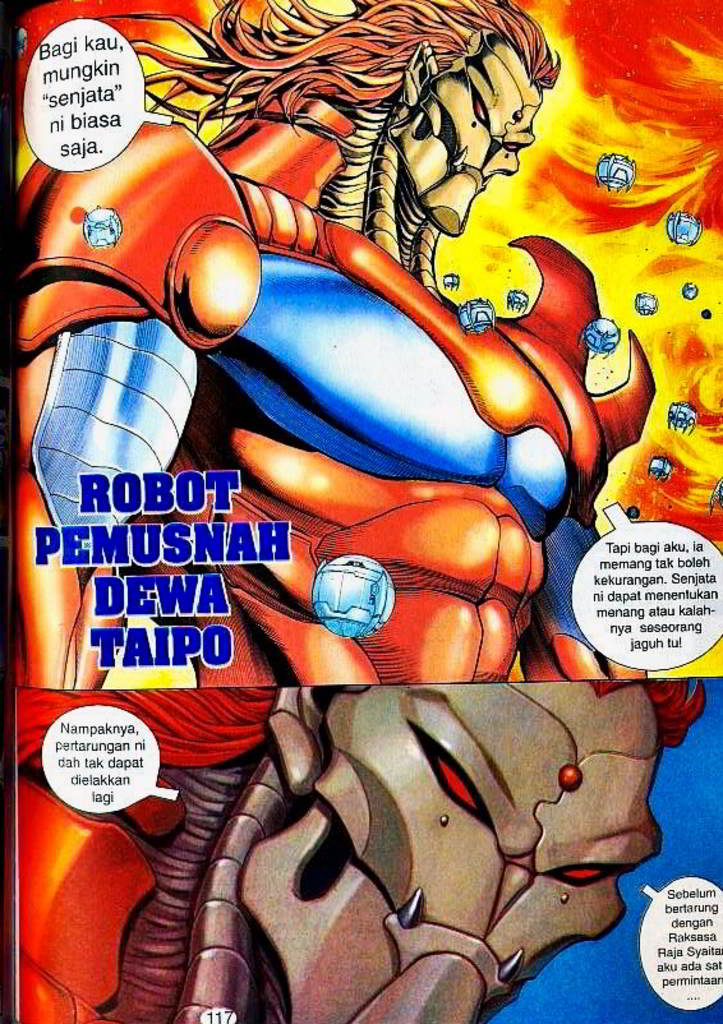 Bagi kau,
mungkin
"senjata"
ni biasa
saja.
ROBOT
PEMUSNAH
DEWA
TAIPO
Tapi bagi aku, ia
memang tak boleh
kekurangan. Senjata
ni dapat menentukan
menang atau kalah-
nya seseorang
jaguh tu!
Nampaknya,
pertarungan ni
dah tak dapat
dielakkan
lagi
Sebelum
bertarung
dengan
Raksasa
Raja
aku ada
permintaan
....
117